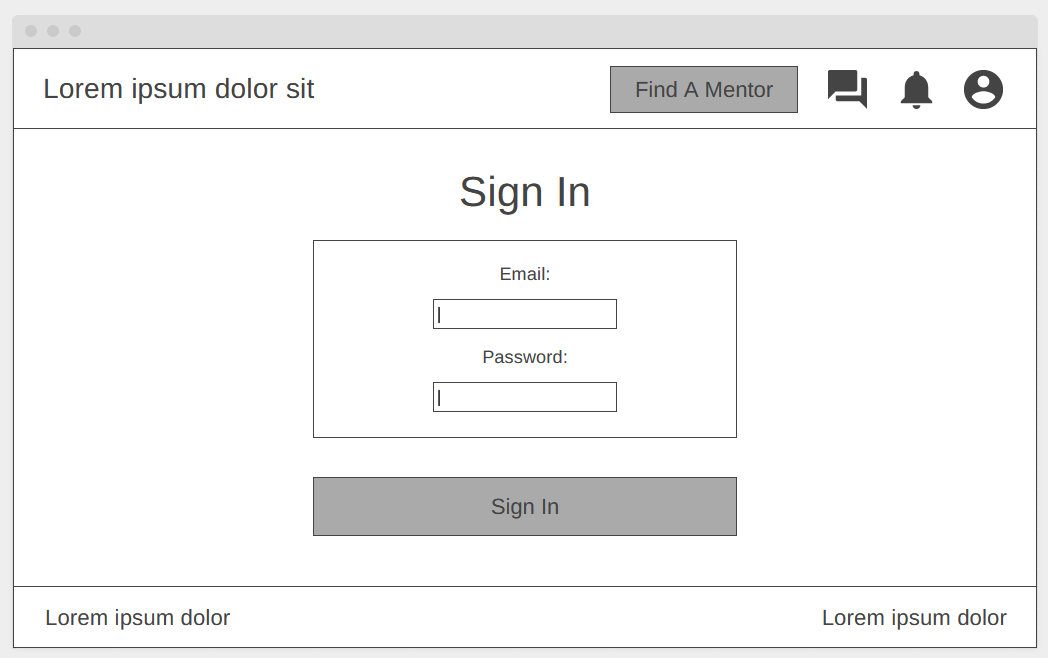 Lorem ipsum dolor sit
Find A Mentor
Sign In
Email:
Password:
Sign In
Lorem ipsum dolor
Lorem ipsum dolor